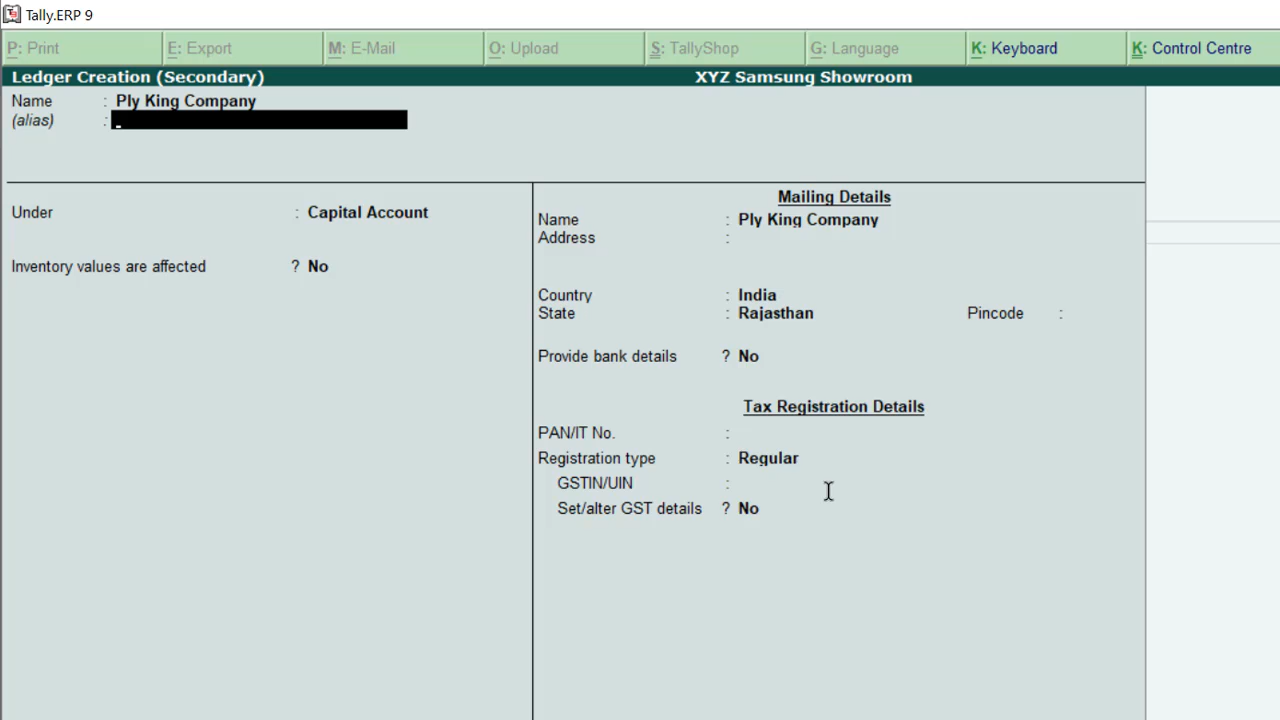 Tally.ERP 9
P: Print E: Export M: E-Mail O: Upload S: TallyShop G: Language K: Keyboard K: Control Centre
Ledger Creation (Secondary) XYZ Samsung Showroom
Name : Ply King Company
(alias) :
Mailing Details
Under : Capital Account
Name : Ply King Company
Address :
Inventory values are affected ? No
Country : India
State : Rajasthan Pincode :
Provide bank details ? No
Tax Registration Details
PAN/IT No. :
Registration type : Regular
GSTIN/UIN :
Set/alter GST details ? No